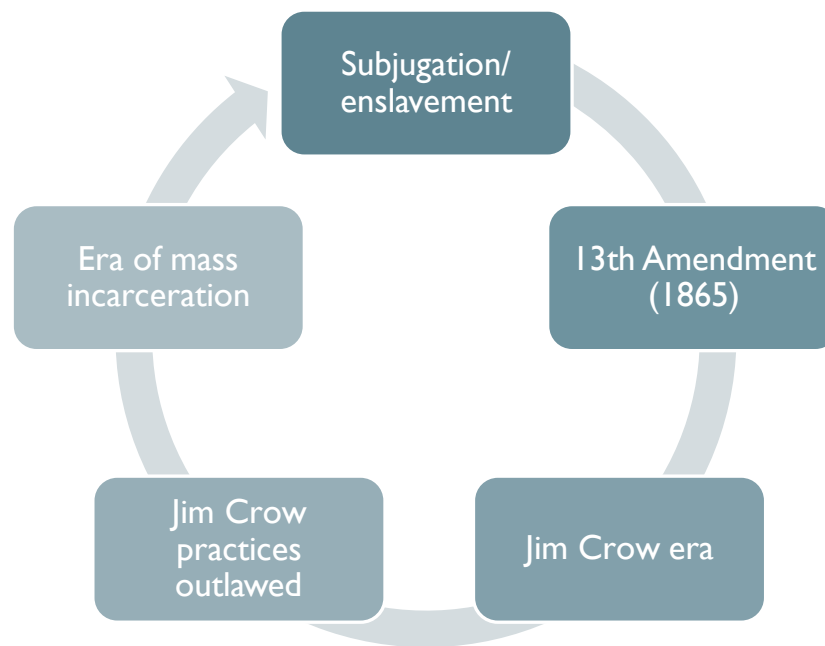 Subjugation/
enslavement
13th Amendment
(1865)
Jim Crow era
Jim Crow
practices
outlawed
Era of mass
incarceration